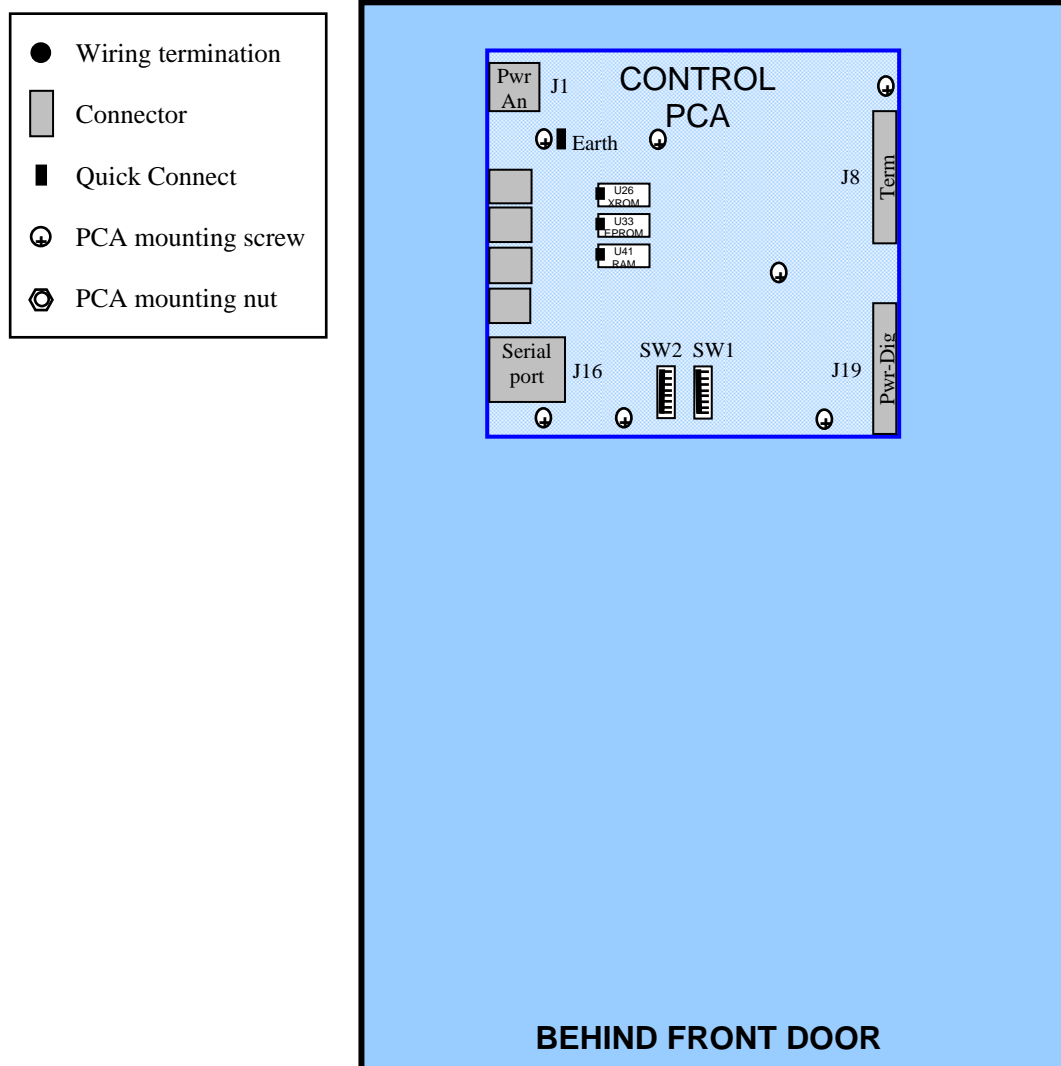 Wiring termination
Connector
Quick Connect
PCA mounting screw
PCA mounting nut
CONTROL
PCA
Pwr
An
J1
Earth
U26
XROM
U33
EPROM
U41
RAM
J8
Term
Serial
port
J16
SW2 SW1
J19
Pwr-Dig
BEHIND FRONT DOOR